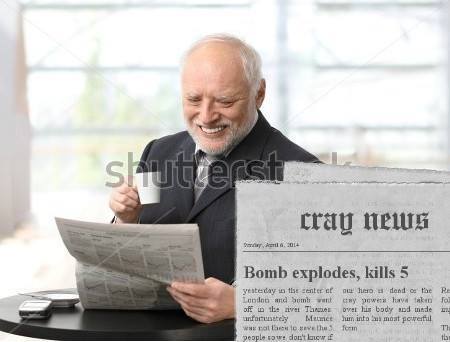 shutterstock
cray news
Sunday, April 6, 2014
Bomb explodes, kills 5
yesterday in the center of
London and bomb went
off in the river Thames.
unfortunately Maurice
was not there to save the 5
people so we don't know if
our hero is dead or the
cray powers have taken
over his body and made
him into his most powerful
form